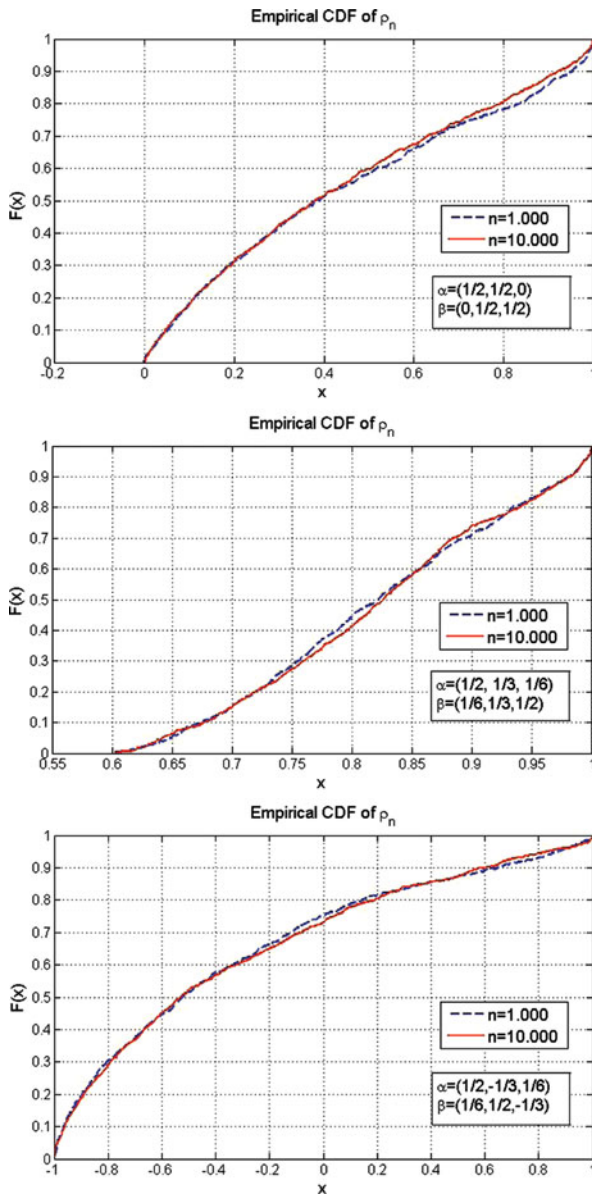 Empirical CDF of ρn
1
0.9
0.8
0.7
0.6
0.5
0.4
0.3
0.2
0.1
0
F(x)
n=1.000
n=10.000
α=(1/2,1/2,0)
β=(0,1/2,1/2)
-0.2 0 0.2 0.4 0.6 0.8 1
x
Empirical CDF of ρn
1
0.9
0.8
0.7
0.6
0.5
0.4
0.3
0.2
0.1
0
F(x)
n=1.000
n=10.000
α=(1/2, 1/3, 1/6)
β=(1/6,1/3,1/2)
0.55 0.6 0.65 0.7 0.75 0.8 0.85 0.9 0.95 1
x
Empirical CDF of ρn
1
0.9
0.8
0.7
0.6
0.5
0.4
0.3
0.2
0.1
0
F(x)
n=1.000
n=10.000
α=(1/2,-1/3,1/6)
β=(1/6,1/2,-1/3)
-1 -0.8 -0.6 -0.4 -0.2 0 0.2 0.4 0.6 0.8 1
x